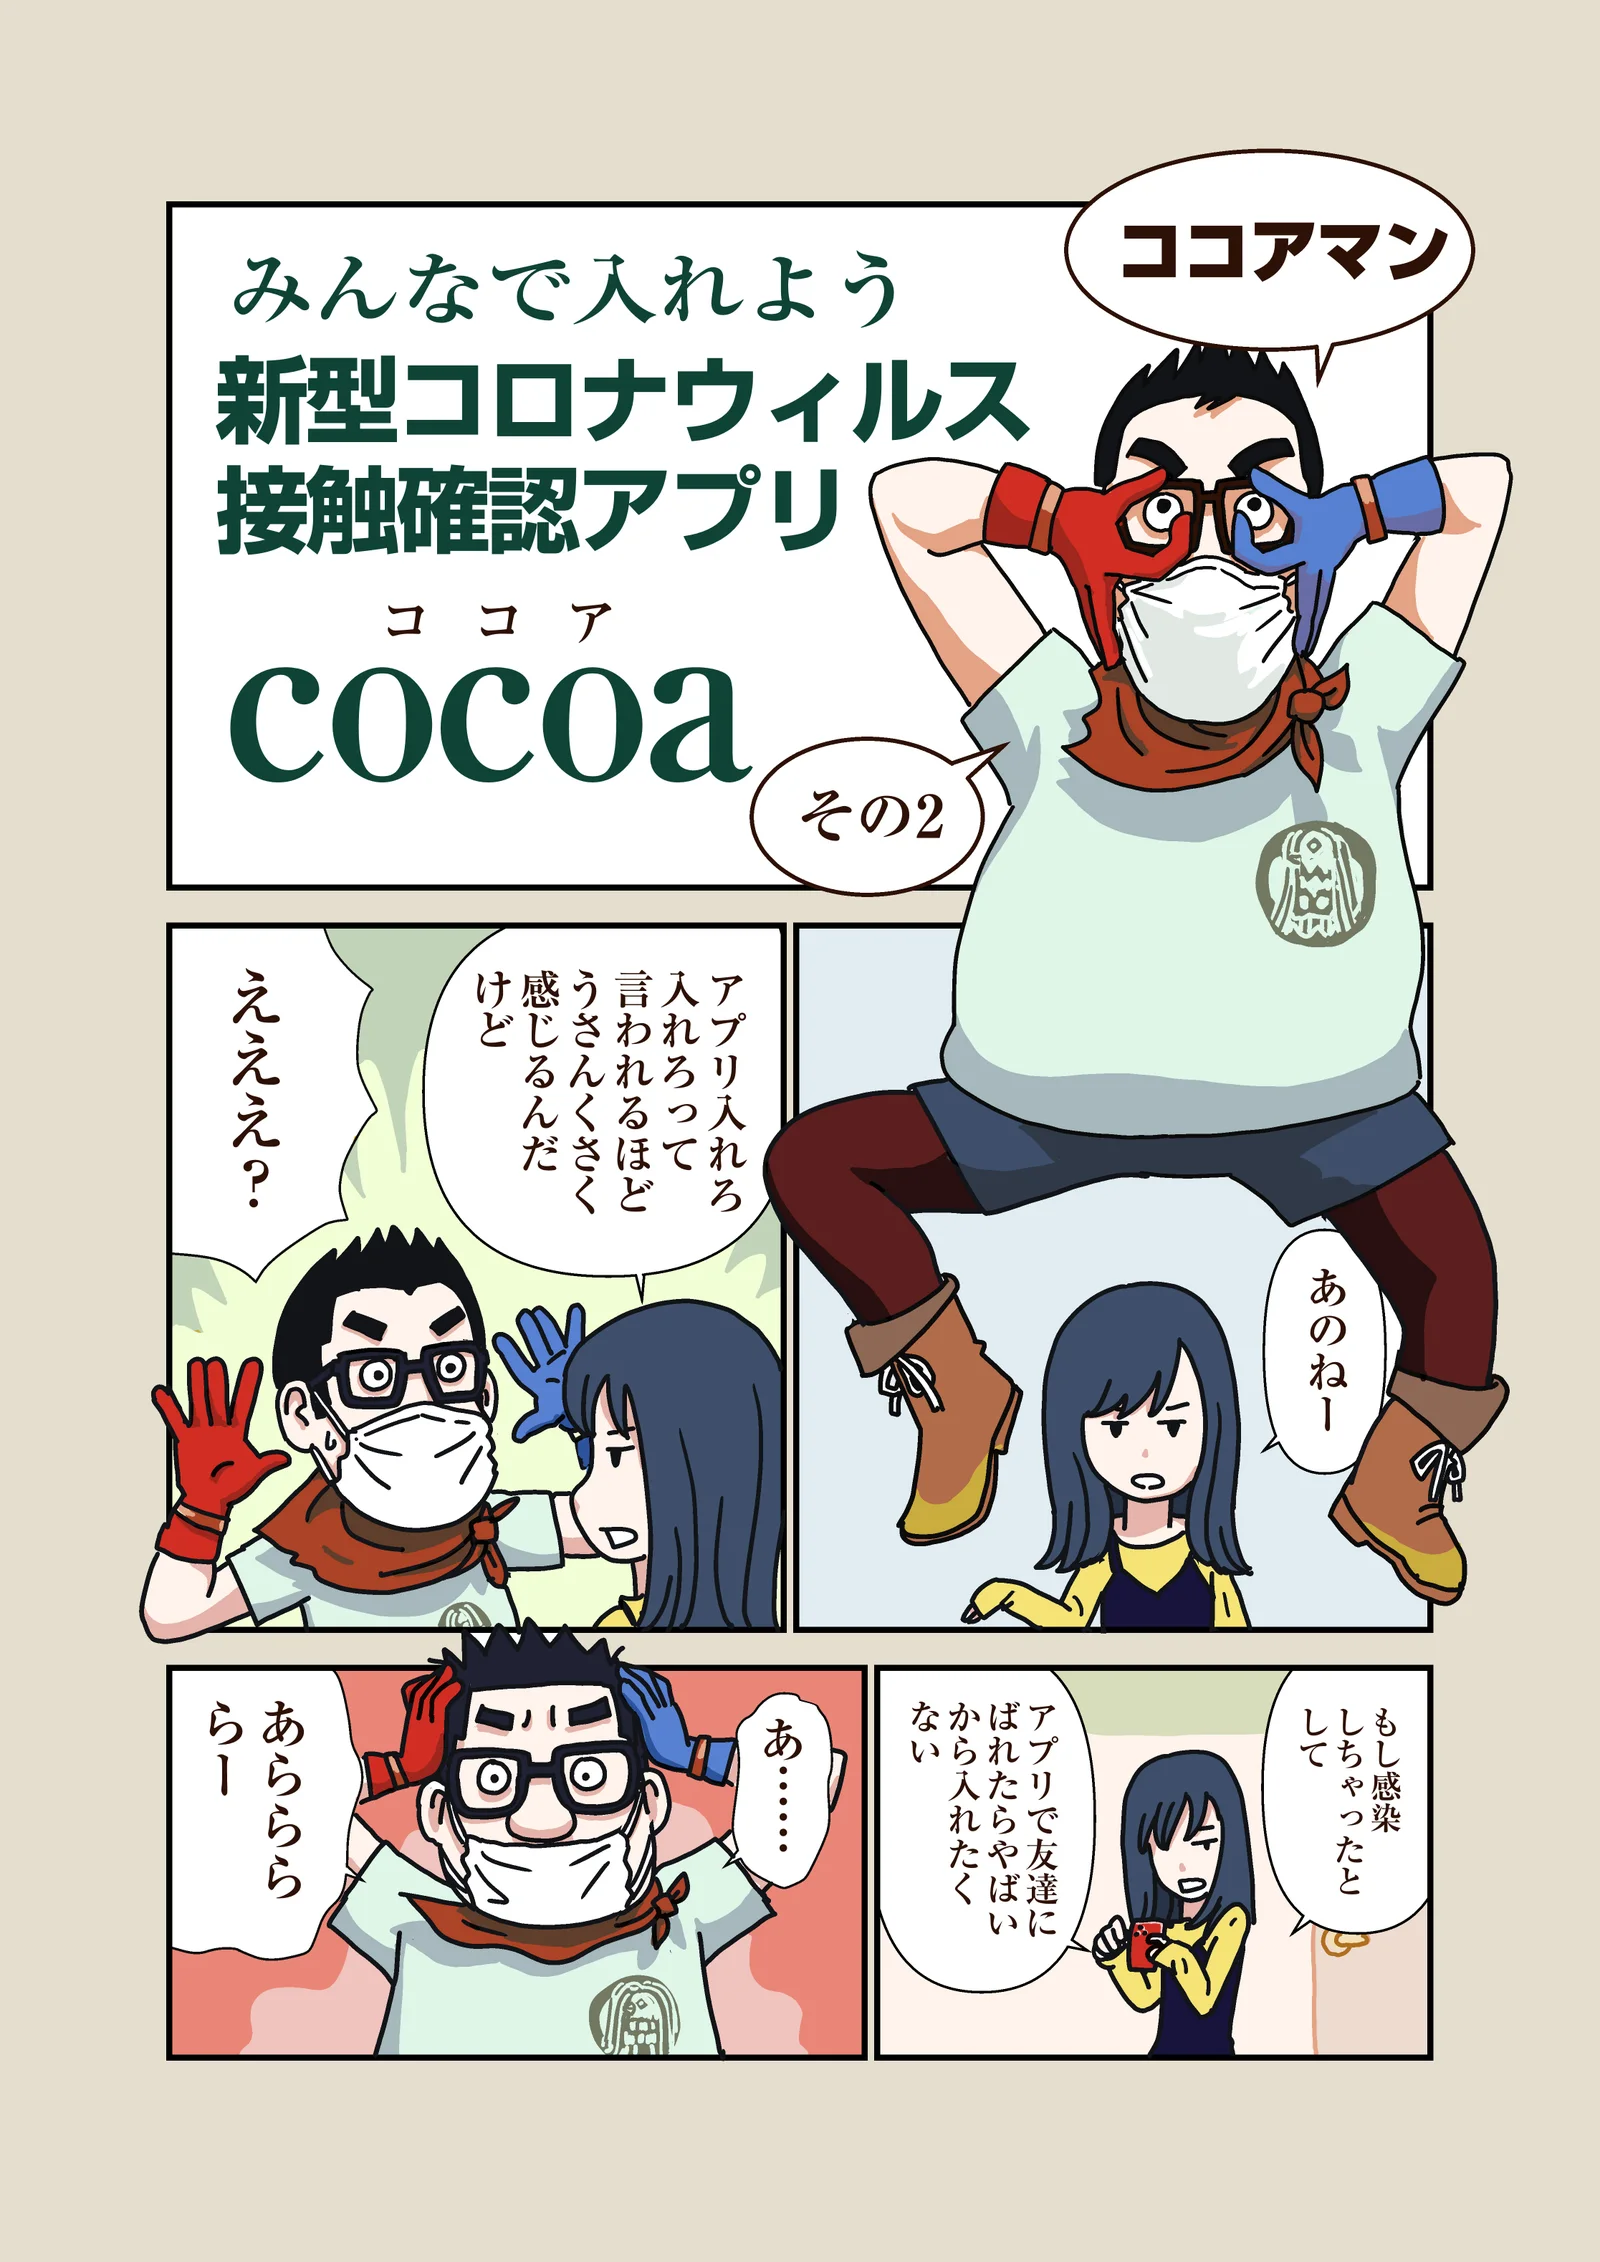 みんなで入れよう
新型コロナウィルス
接触確認アプリ
ココア
cocoa
ココアマン
その2
あのねー
アプリ入れろ
入れろって
言われるほど
うさんくさく
感じるんだ
けど
えええ?
もし感染
しちゃったと
して
アプリで友達に
ばれたらやばい
から入れたく
ない
あ……
あららら
らー